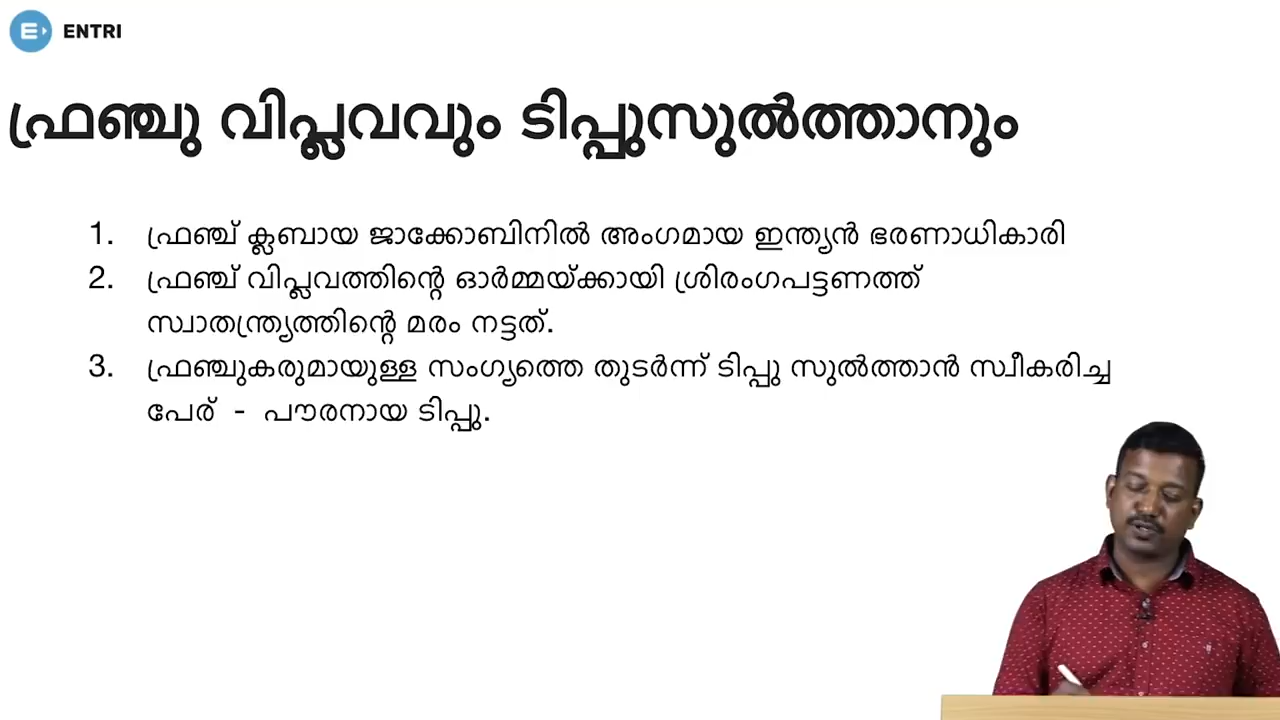 ENTRI
ഫ്രഞ്ചു വിപ്ലവവും ടിപ്പുസുൽത്താനും
1. ഫ്രഞ്ച് ക്ലബായ ജാക്കോബിനിൽ അംഗമായ ഇന്ത്യൻ ഭരണാധികാരി
2. ഫ്രഞ്ച് വിപ്ലവത്തിന്റെ ഓർമ്മയ്ക്കായി ശ്രിരംഗപട്ടണത്ത്
സ്വാതന്ത്ര്യത്തിന്റെ മരം നട്ടത്.
3. ഫ്രഞ്ചുകരുമായുള്ള സംഗ്യത്തെ തുടർന്ന് ടിപ്പു സുൽത്താൻ സ്വീകരിച്ച
പേര് - പൗരനായ ടിപ്പു.